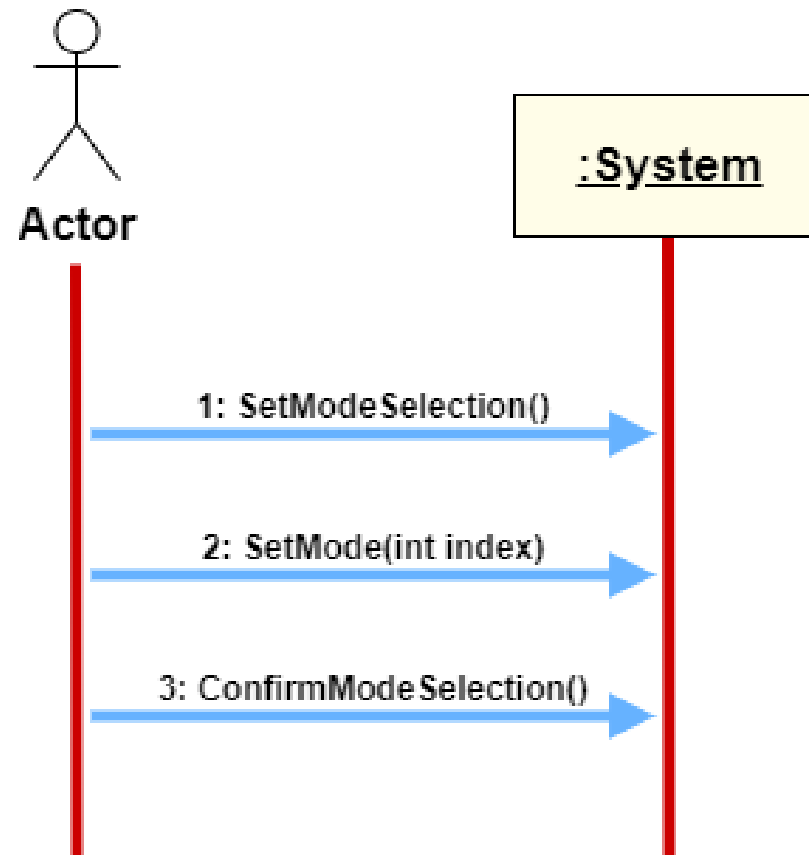 Actor
:System
1: SetModeSelection()
2: SetMode(int index)
3: ConfirmModeSelection()